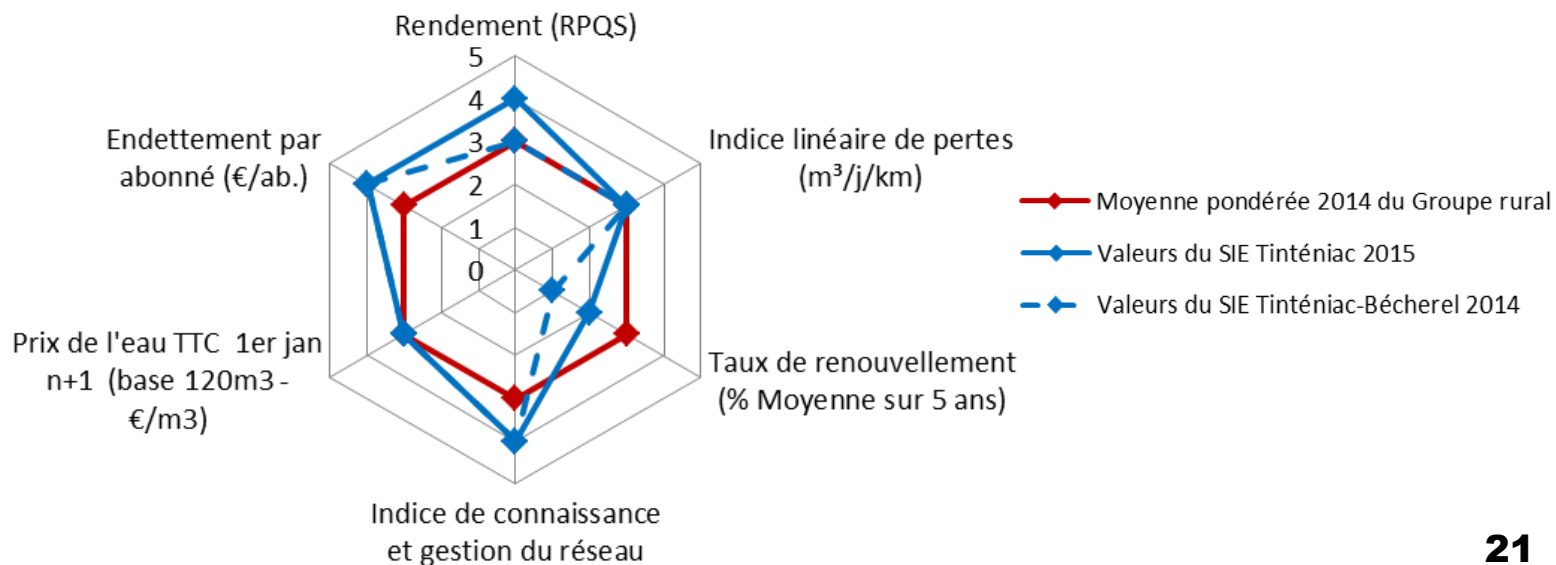 Rendement (RPQS)
5
4
3
2
1
0
Indice linéaire de pertes
(m³/j/km)
Taux de renouvellement
(% Moyenne sur 5 ans)
Indice de connaissance
et gestion du réseau
Prix de l'eau TTC 1er jan
n+1 (base 120m3 -
€/m3)
Endettement par
abonné (€/ab.)
Moyenne pondérée 2014 du Groupe rural
Valeurs du SIE Tinténiac 2015
Valeurs du SIE Tinténiac-Bécherel 2014
21